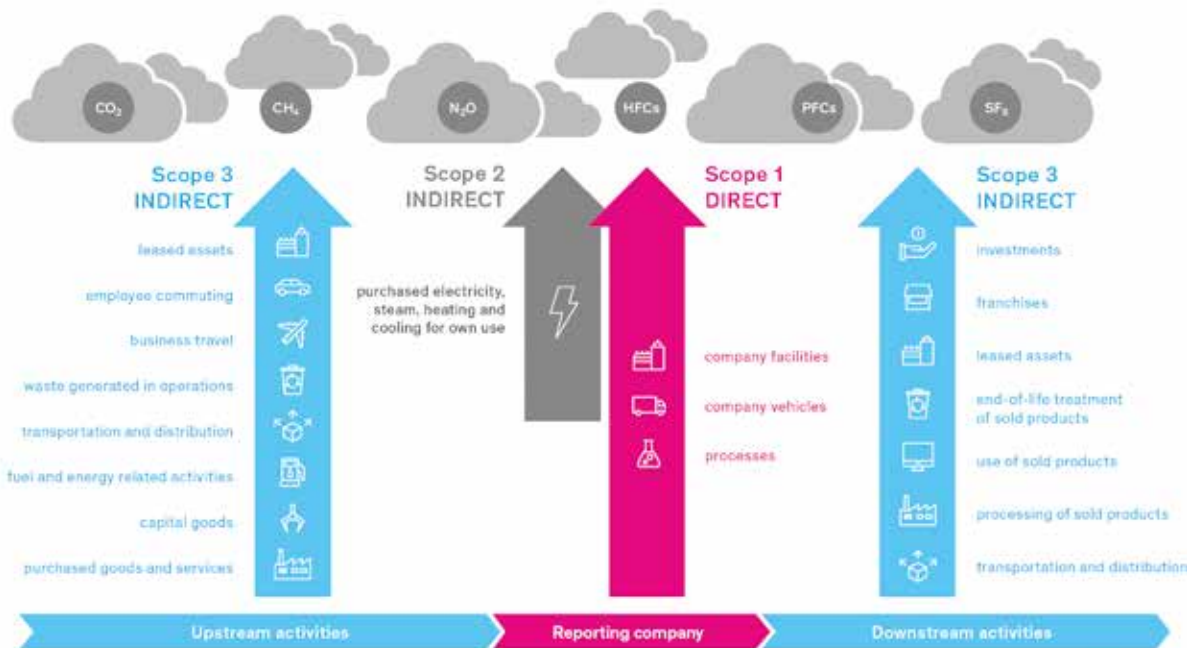 CO₂
CH₄
N₂O
HFCs
PFCs
SF₆
Scope 3
INDIRECT
leased assets
employee commuting
business travel
waste generated in operations
transportation and distribution
fuel and energy related activities
capital goods
purchased goods and services
Scope 2
INDIRECT
purchased electricity,
steam, heating and
cooling for own use
Scope 1
DIRECT
company facilities
company vehicles
processes
Scope 3
INDIRECT
investments
franchises
leased assets
end-of-life treatment
of sold products
use of sold products
processing of sold products
transportation and distribution
Upstream activities
Reporting company
Downstream activities